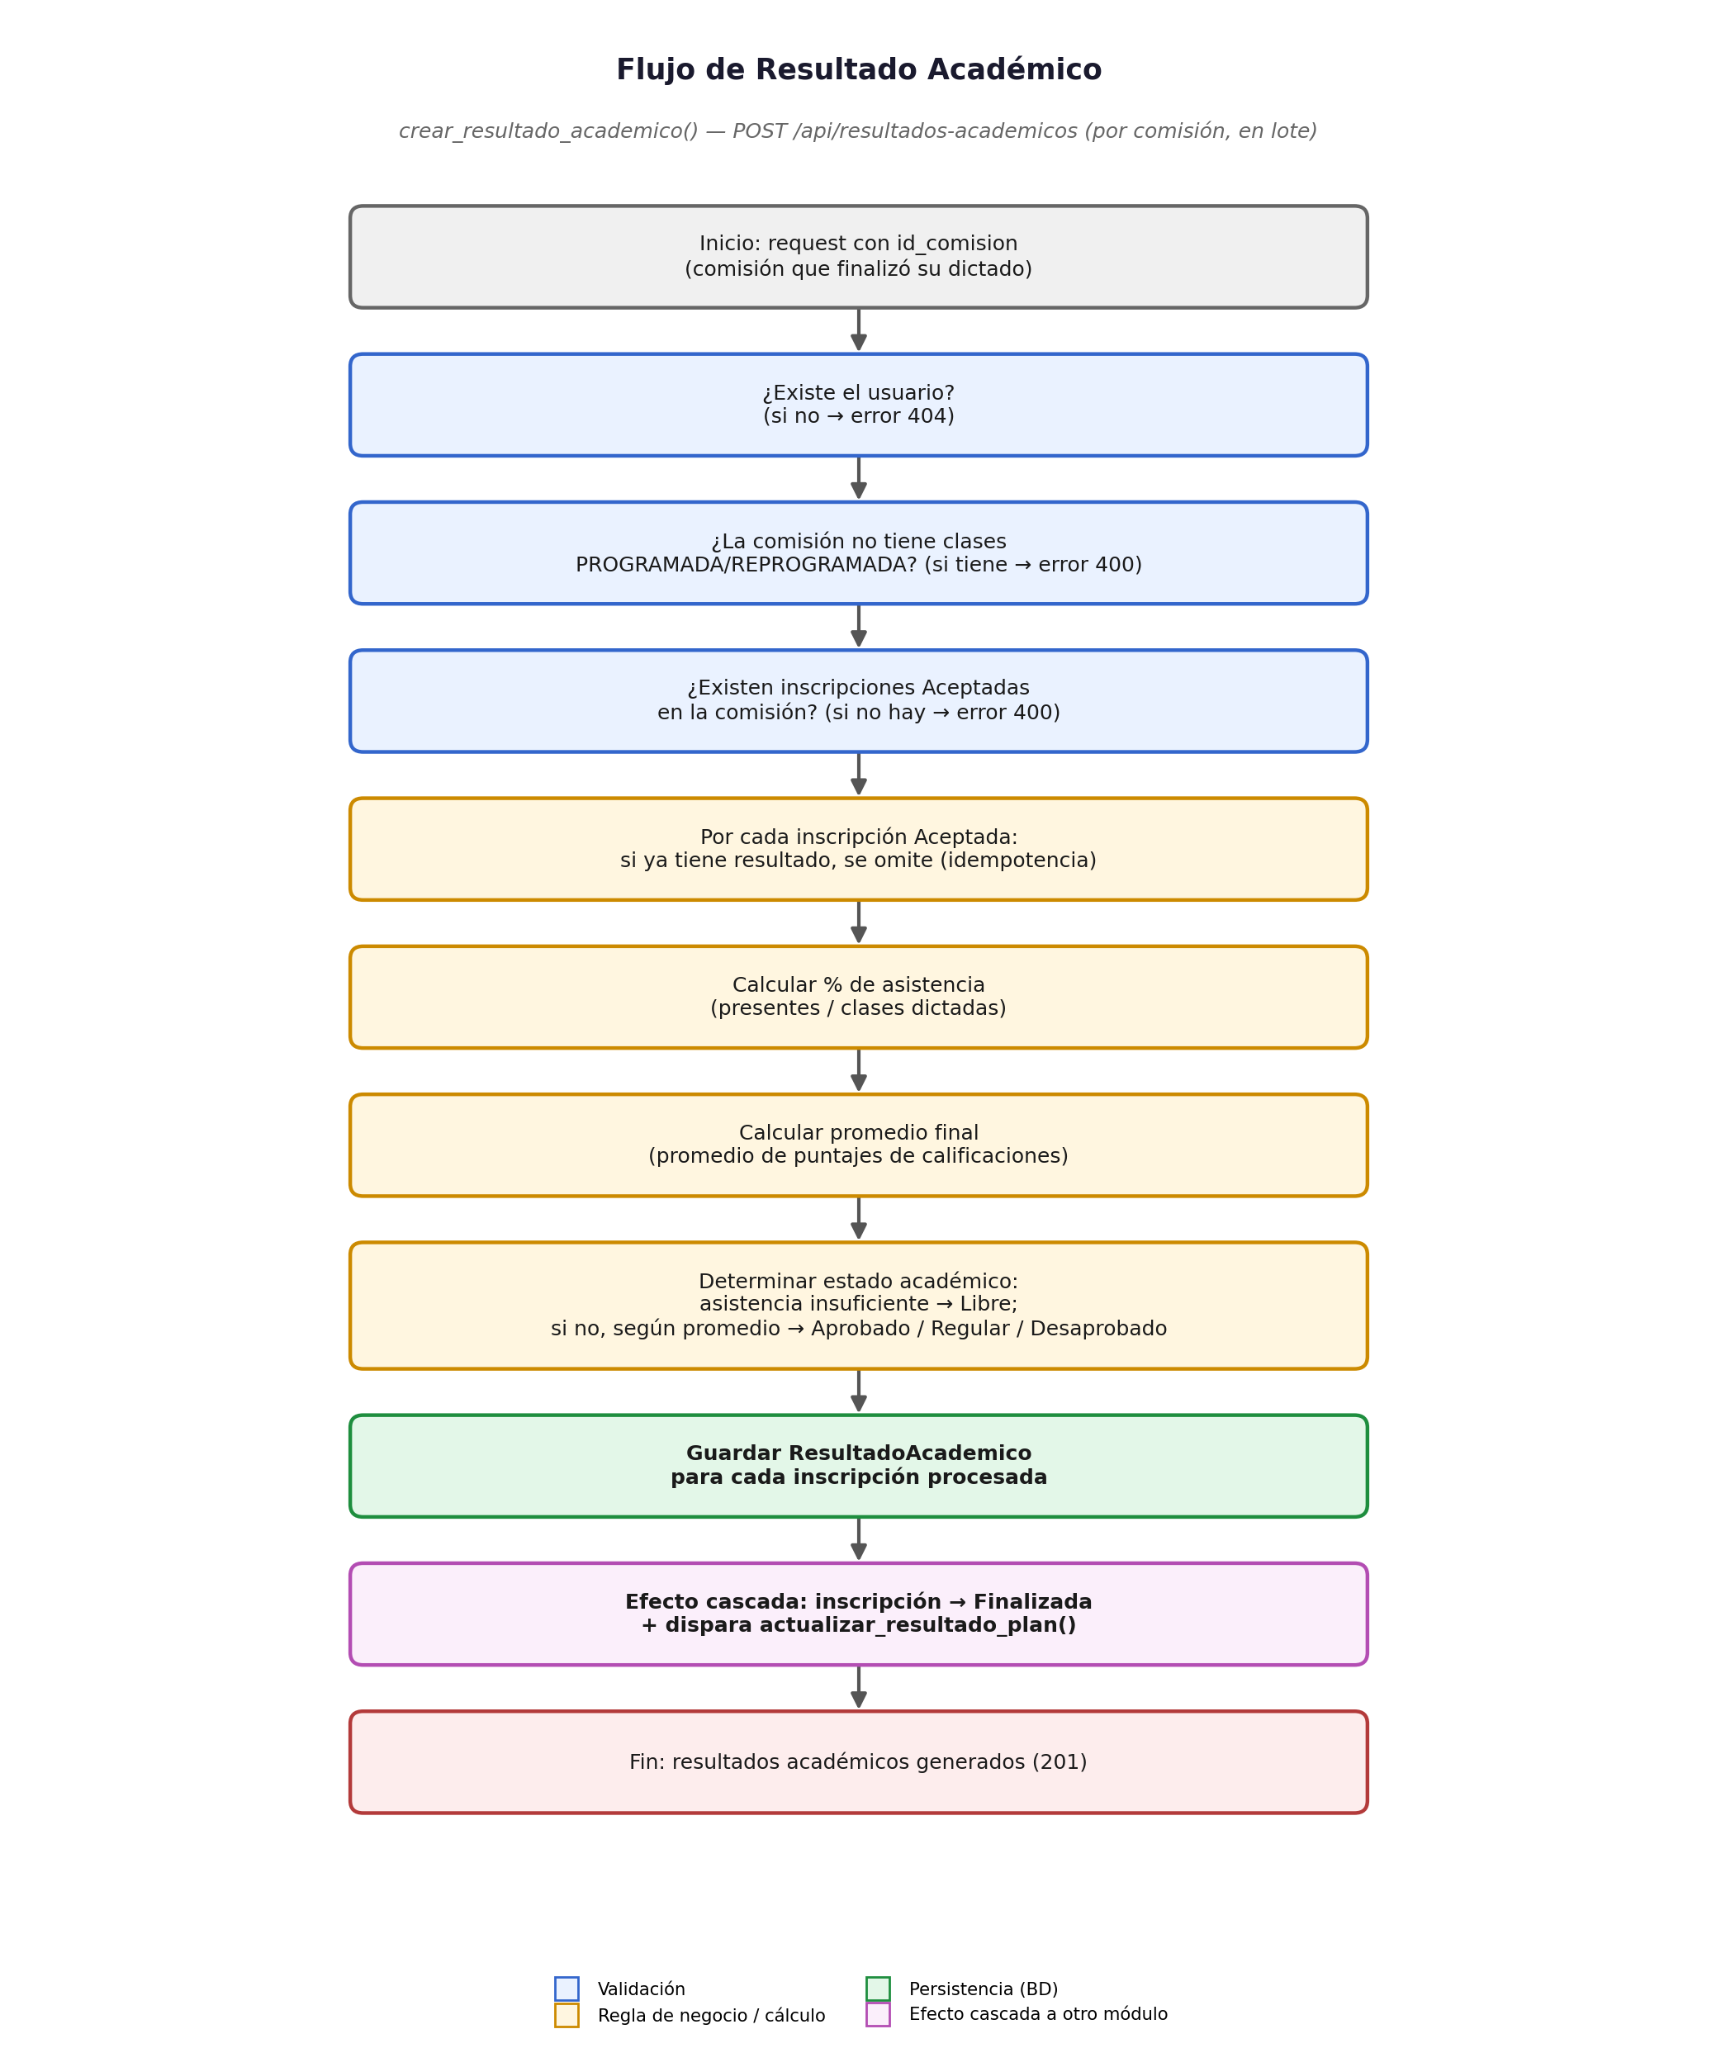 Flujo de Resultado Académico
crear_resultado_academico() — POST /api/resultados-academicos (por comisión, en lote)
Inicio: request con id_comision
(comisión que finalizó su dictado)
¿Existe el usuario?
(si no → error 404)
¿La comisión no tiene clases
PROGRAMADA/REPROGRAMADA? (si tiene → error 400)
¿Existen inscripciones Aceptadas
en la comisión? (si no hay → error 400)
Por cada inscripción Aceptada:
si ya tiene resultado, se omite (idempotencia)
Calcular % de asistencia
(presentes / clases dictadas)
Calcular promedio final
(promedio de puntajes de calificaciones)
Determinar estado académico:
asistencia insuficiente → Libre;
si no, según promedio → Aprobado / Regular / Desaprobado
Guardar ResultadoAcademico
para cada inscripción procesada
Efecto cascada: inscripción → Finalizada
+ dispara actualizar_resultado_plan()
Fin: resultados académicos generados (201)
Validación
Regla de negocio / cálculo
Persistencia (BD)
Efecto cascada a otro módulo